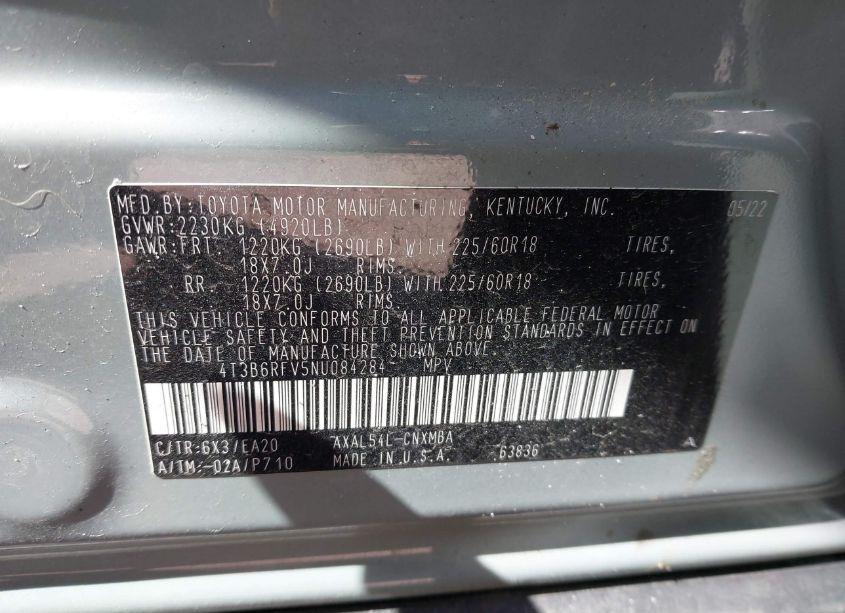 MFD.BY:TOYOTA MOTOR MANUFACTURING, KENTUCKY, INC. 05/22
GVWR:2230KG (4920LB)
GAWR:FRT 1220KG (2690LB) WITH 225/60R18 TIRES,
18X7.0J RIMS.
RR 1220KG (2690LB) WITH 225/60R18 TIRES,
18X7.0J RIMS.
THIS VEHICLE CONFORMS TO ALL APPLICABLE FEDERAL MOTOR
VEHICLE SAFETY AND THEFT PREVENTION STANDARDS IN EFFECT ON
THE DATE OF MANUFACTURE SHOWN ABOVE.
4T3B6RFV5NU084284 MPV
C/TR:6X3/EA20 AXAL54L-CNXMBA A
A/TM:-02A/P710 MADE IN U.S.A. 63836